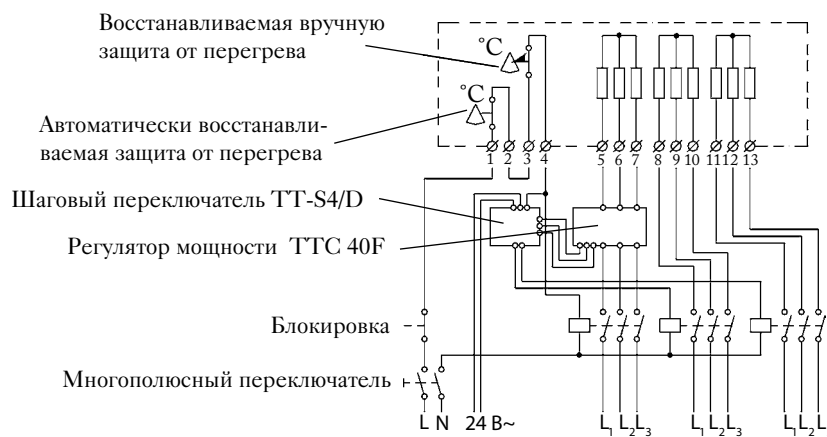 Восстанавливаемая вручную
защита от перегрева
°C
°C
Автоматически восстанавли-
ваемая защита от перегрева
1 2 3 4 5 6 7 8 9 10 11 12 13
Шаговый переключатель TT-S4/D
Регулятор мощности TTC 40F
Блокировка
Многополюсный переключатель
L N 24 В~ L1 L2 L3 L1 L2 L3 L1 L2 L